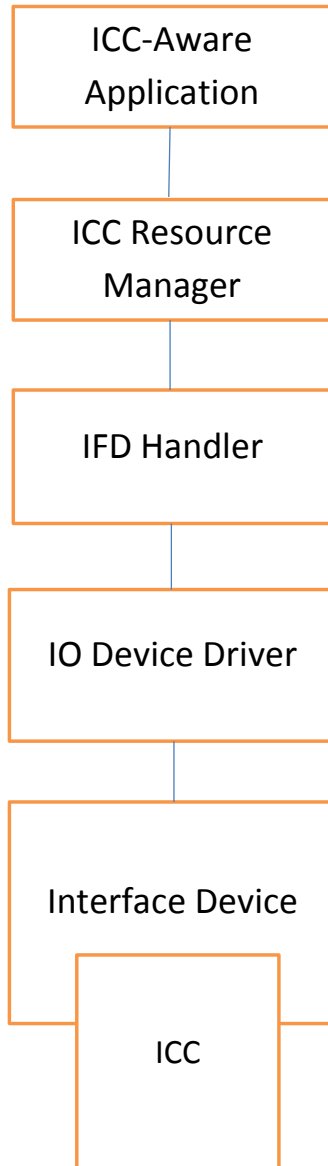 ICC-Aware
Application
ICC Resource
Manager
IFD Handler
IO Device Driver
Interface Device
ICC